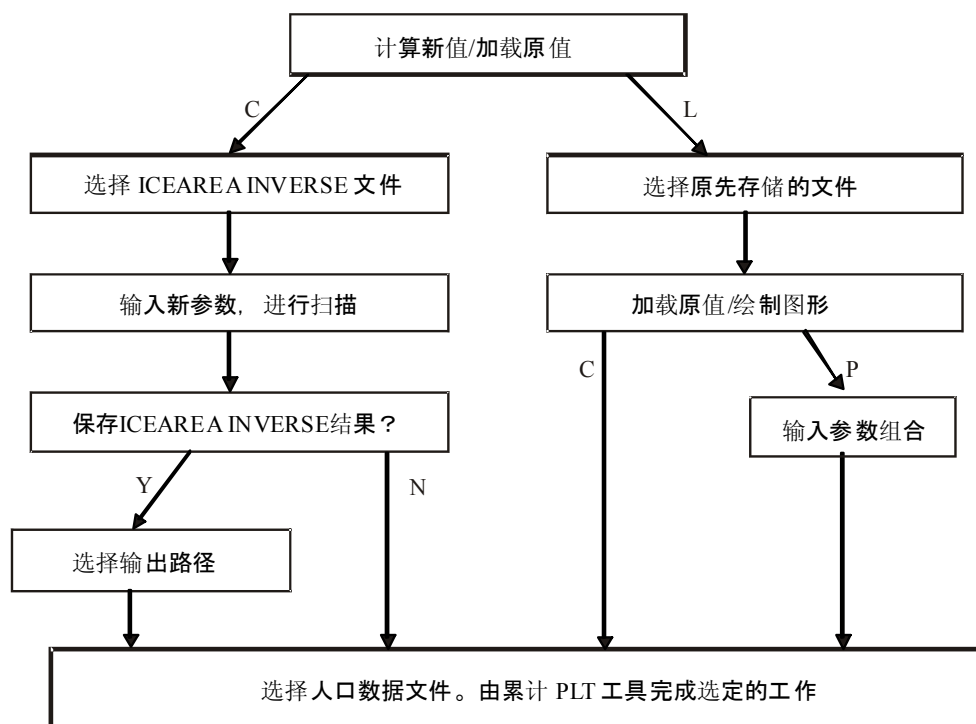 计算新值/加载原值
C
L
选择 ICEAREA INVERSE 文件
选择原先存储的文件
输入新参数, 进行扫描
加载原值/绘制图形
C
P
保存ICEAREA INVERSE结果？
输入参数组合
Y
N
选择输出路径
选择人口数据文件。由累计 PLT 工具完成选定的工作